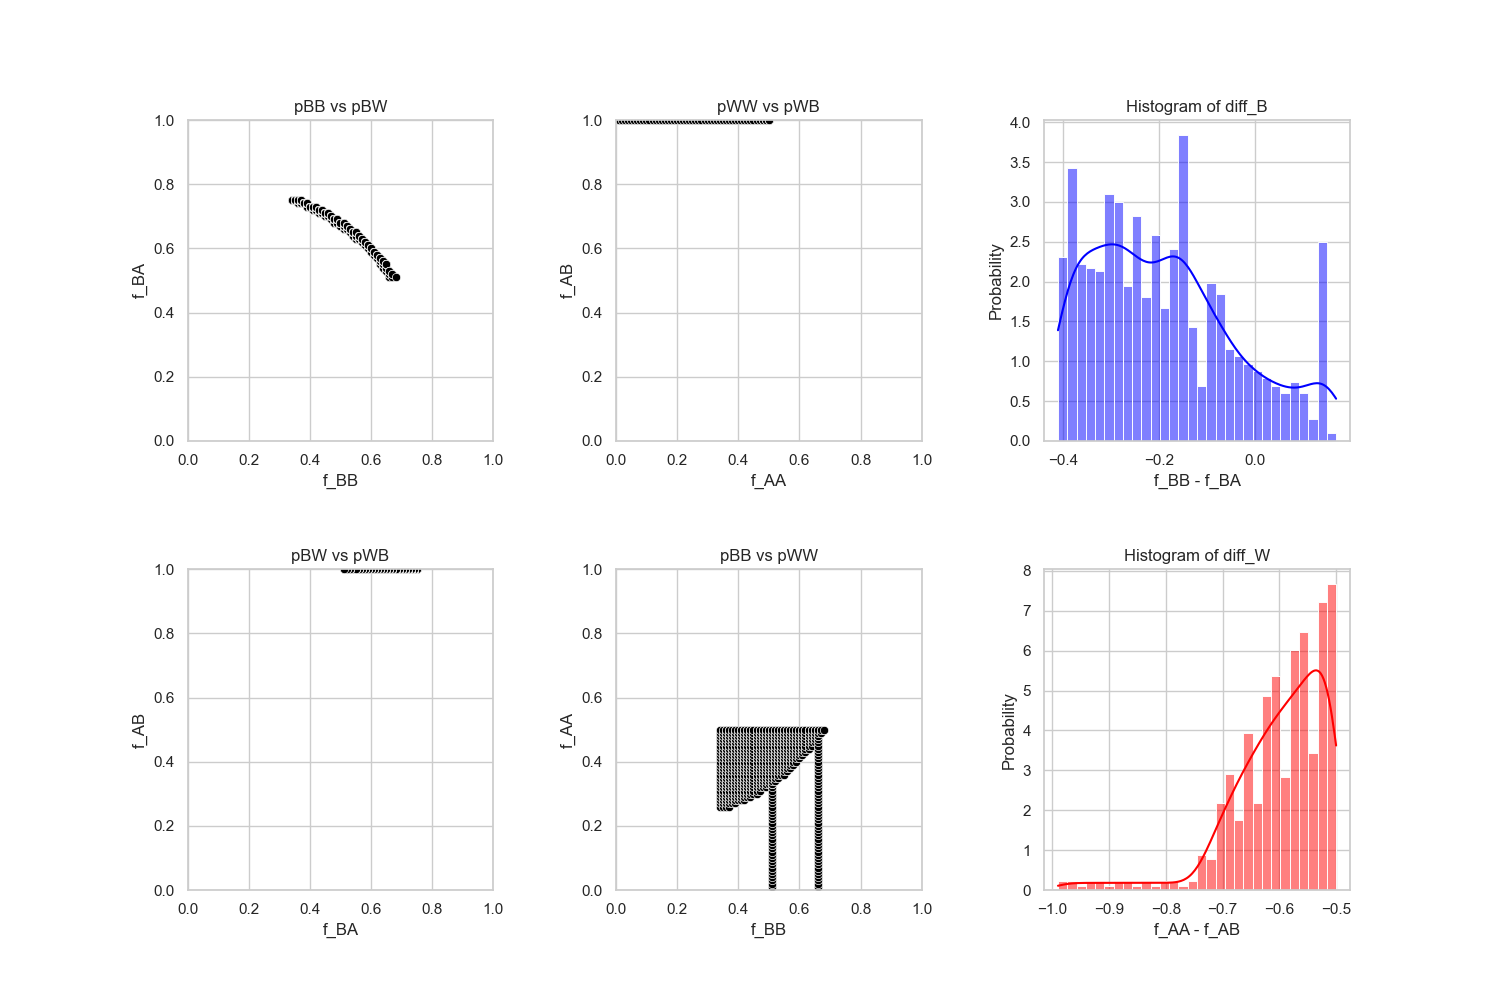 pBB vs pBW
1.0
0.8
0.6
0.4
0.2
0.0
f_BA
0.0 0.2 0.4 0.6 0.8 1.0
f_BB
pWW vs pWB
1.0
0.8
0.6
0.4
0.2
0.0
f_AB
0.0 0.2 0.4 0.6 0.8 1.0
f_AA
Histogram of diff_B
4.0
3.5
3.0
2.5
2.0
1.5
1.0
0.5
0.0
Probability
−0.4 −0.2 0.0
f_BB - f_BA
pBW vs pWB
1.0
0.8
0.6
0.4
0.2
0.0
f_AB
0.0 0.2 0.4 0.6 0.8 1.0
f_BA
pBB vs pWW
1.0
0.8
0.6
0.4
0.2
0.0
f_AA
0.0 0.2 0.4 0.6 0.8 1.0
f_BB
Histogram of diff_W
8
7
6
5
4
3
2
1
0
Probability
−1.0 −0.9 −0.8 −0.7 −0.6 −0.5
f_AA - f_AB